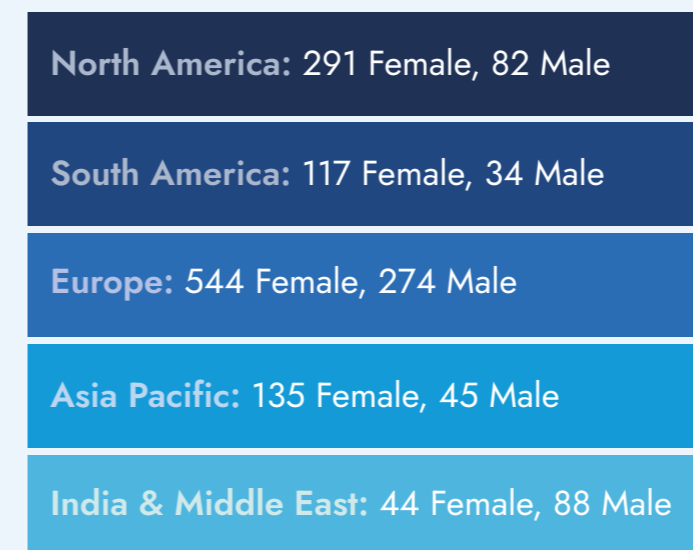 North America: 291 Female, 82 Male
South America: 117 Female, 34 Male
Europe: 544 Female, 274 Male
Asia Pacific: 135 Female, 45 Male
India & Middle East: 44 Female, 88 Male